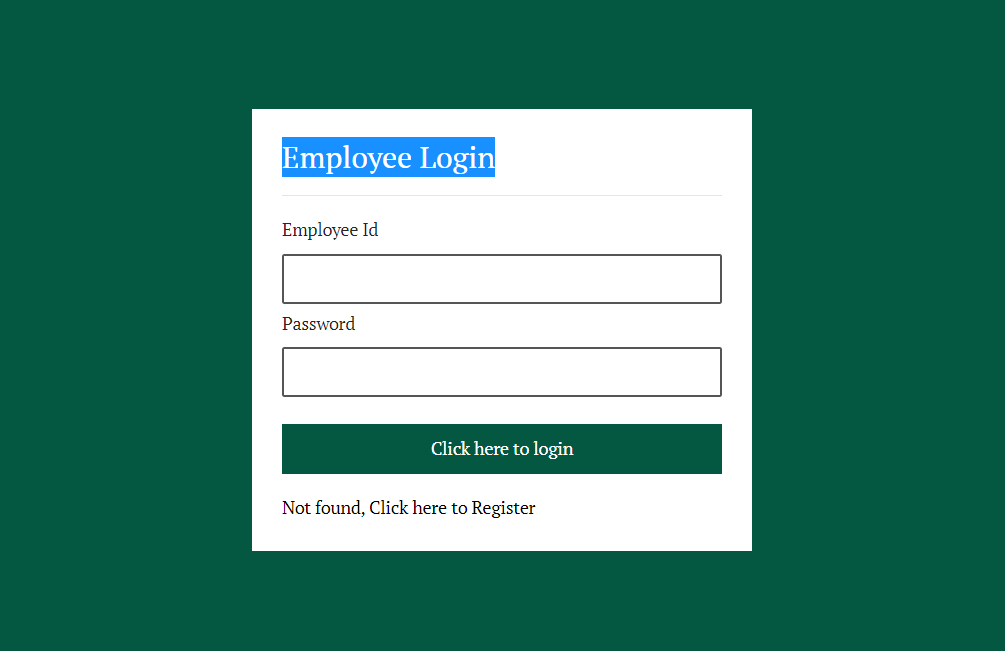 Employee Login
Employee Id
Password
Click here to login
Not found, Click here to Register